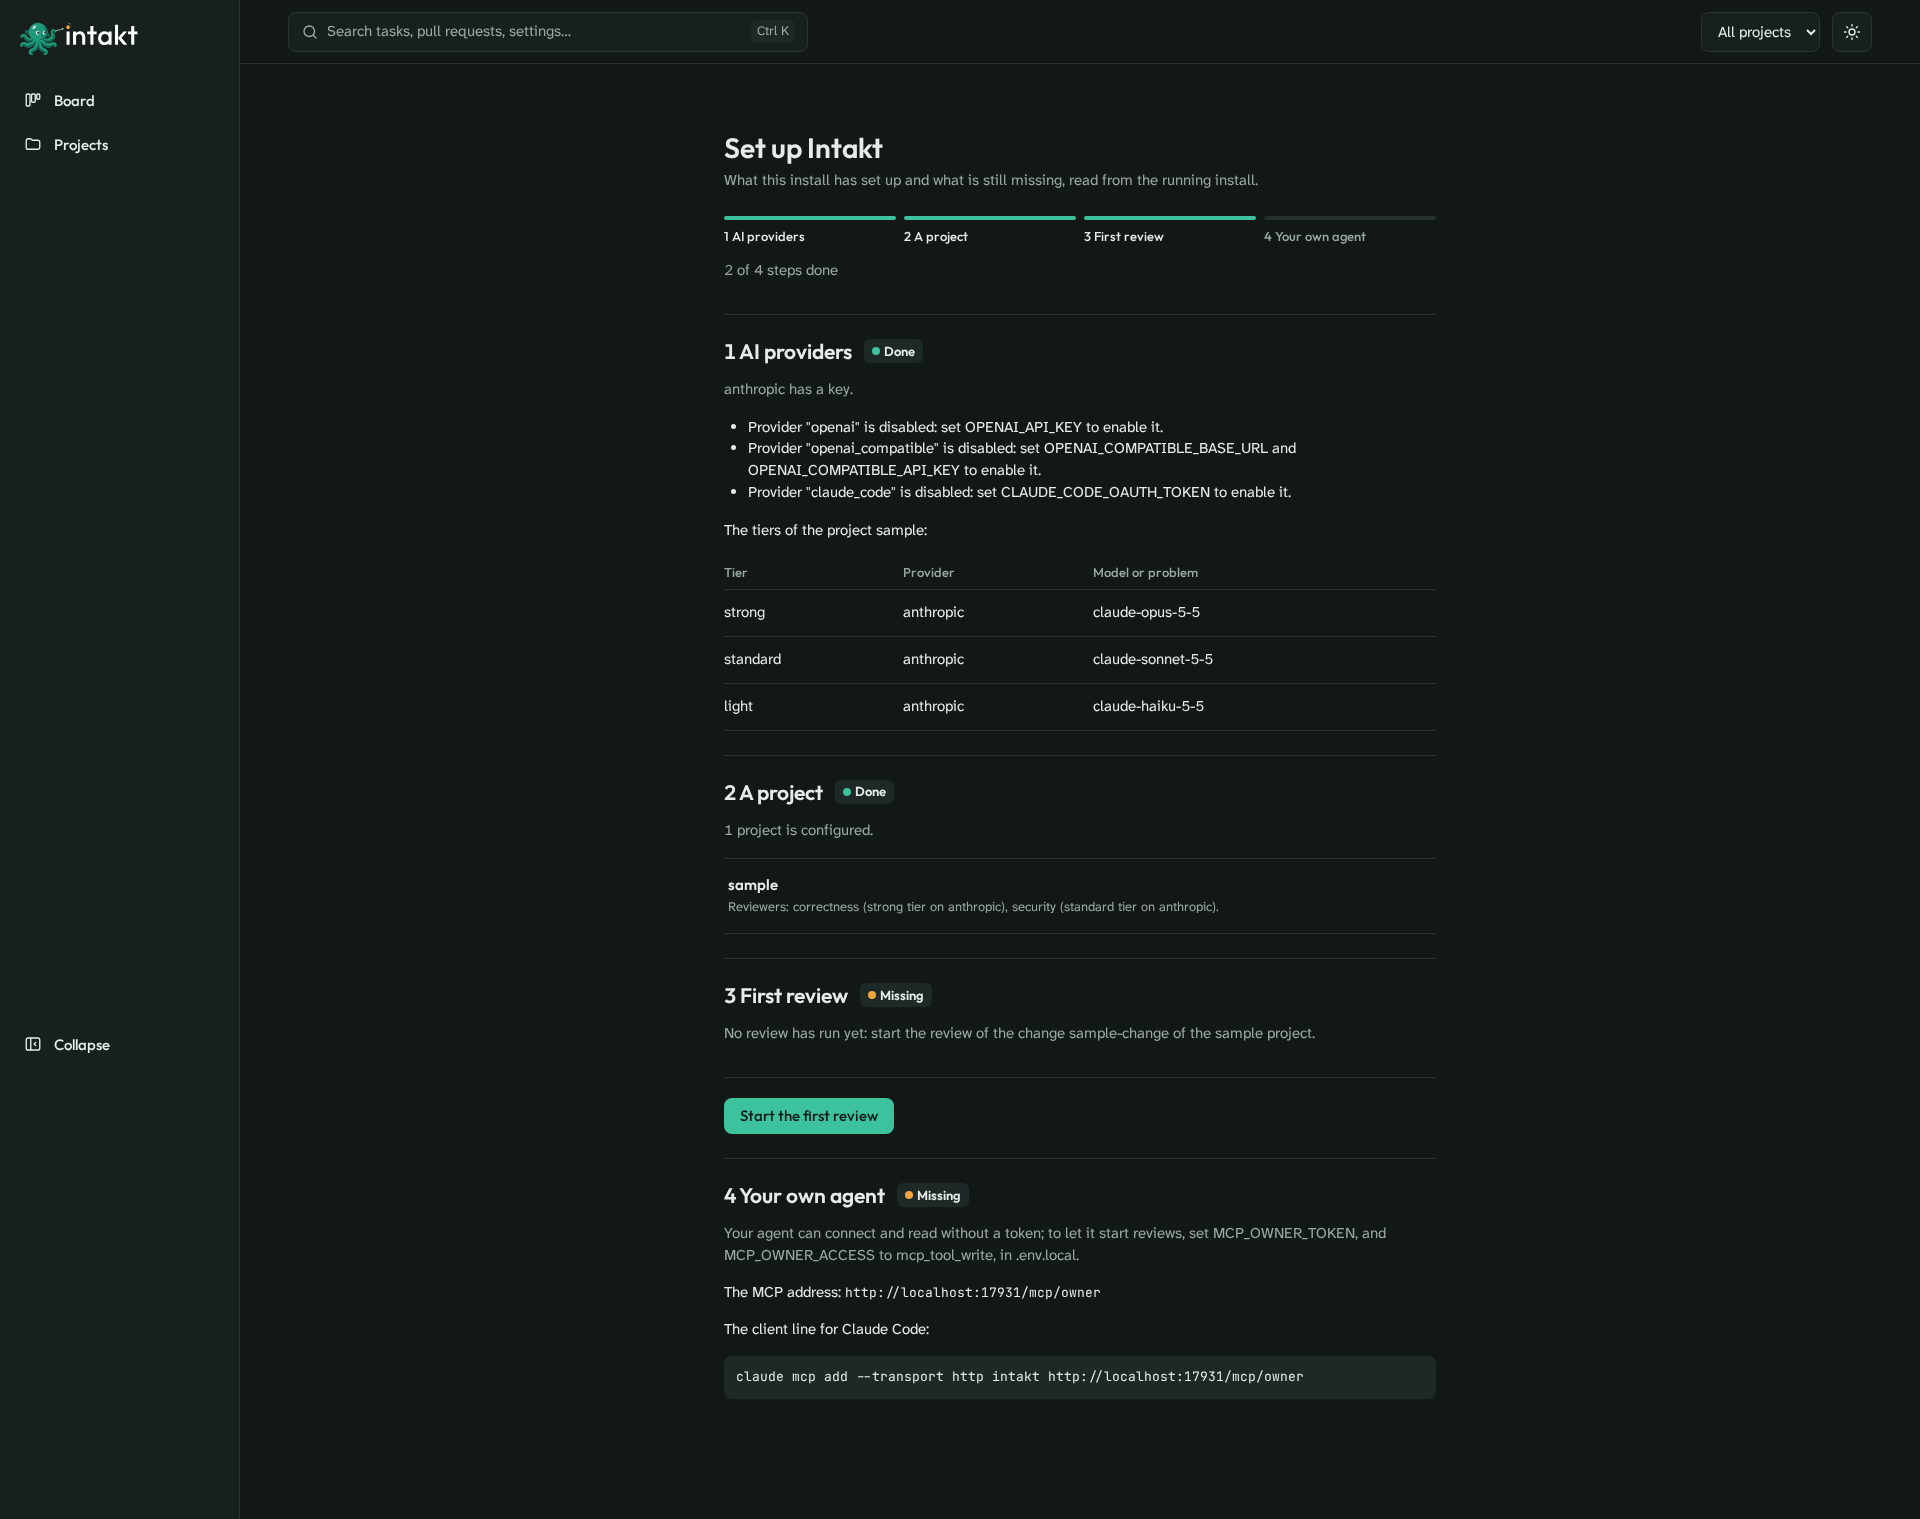 intakt
Search tasks, pull requests, settings...
Ctrl K
All projects
Board
Projects
Set up Intakt
What this install has set up and what is still missing, read from the running install.
1 AI providers
2 A project
3 First review
4 Your own agent
2 of 4 steps done
1 AI providers
Done
anthropic has a key.
Provider "openai" is disabled: set OPENAI_API_KEY to enable it.
Provider "openai_compatible" is disabled: set OPENAI_COMPATIBLE_BASE_URL and
OPENAI_COMPATIBLE_API_KEY to enable it.
Provider "claude_code" is disabled: set CLAUDE_CODE_OAUTH_TOKEN to enable it.
The tiers of the project sample:
Tier Provider Model or problem
strong anthropic claude-opus-5-5
standard anthropic claude-sonnet-5-5
light anthropic claude-haiku-5-5
2 A project
Done
1 project is configured.
sample
Reviewers: correctness (strong tier on anthropic), security (standard tier on anthropic).
3 First review
Missing
No review has run yet: start the review of the change sample-change of the sample project.
Collapse
Start the first review
4 Your own agent
Missing
Your agent can connect and read without a token; to let it start reviews, set MCP_OWNER_TOKEN, and
MCP_OWNER_ACCESS to mcp_tool_write, in .env.local.
The MCP address: http://localhost:17931/mcp/owner
The client line for Claude Code:
claude mcp add --transport http intakt http://localhost:17931/mcp/owner